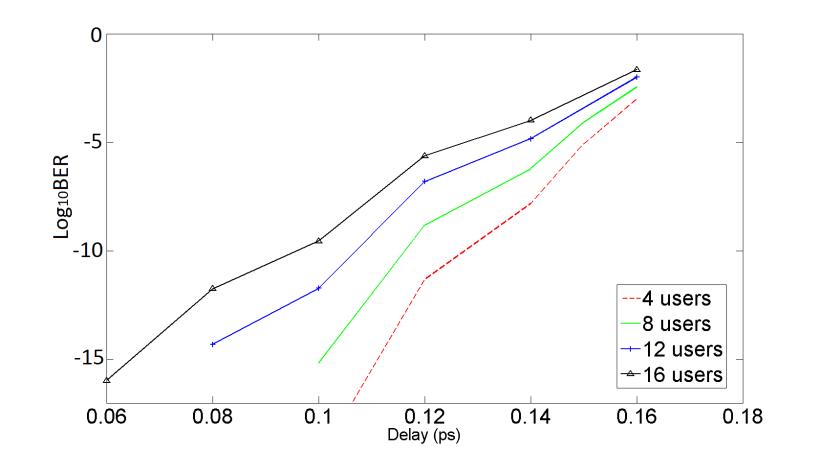 0
-5
-10
-15
Log₁₀BER
0.06 0.08 0.1 0.12 0.14 0.16 0.18
Delay (ps)
4 users
8 users
12 users
16 users